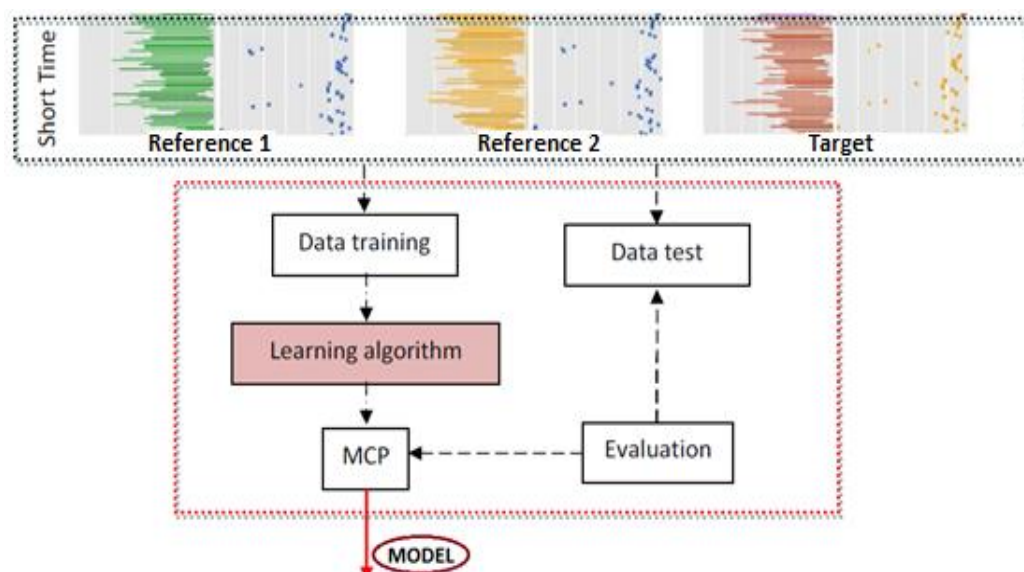 Short Time
Reference 1
Reference 2
Target
Data training
Data test
Learning algorithm
MCP
Evaluation
MODEL